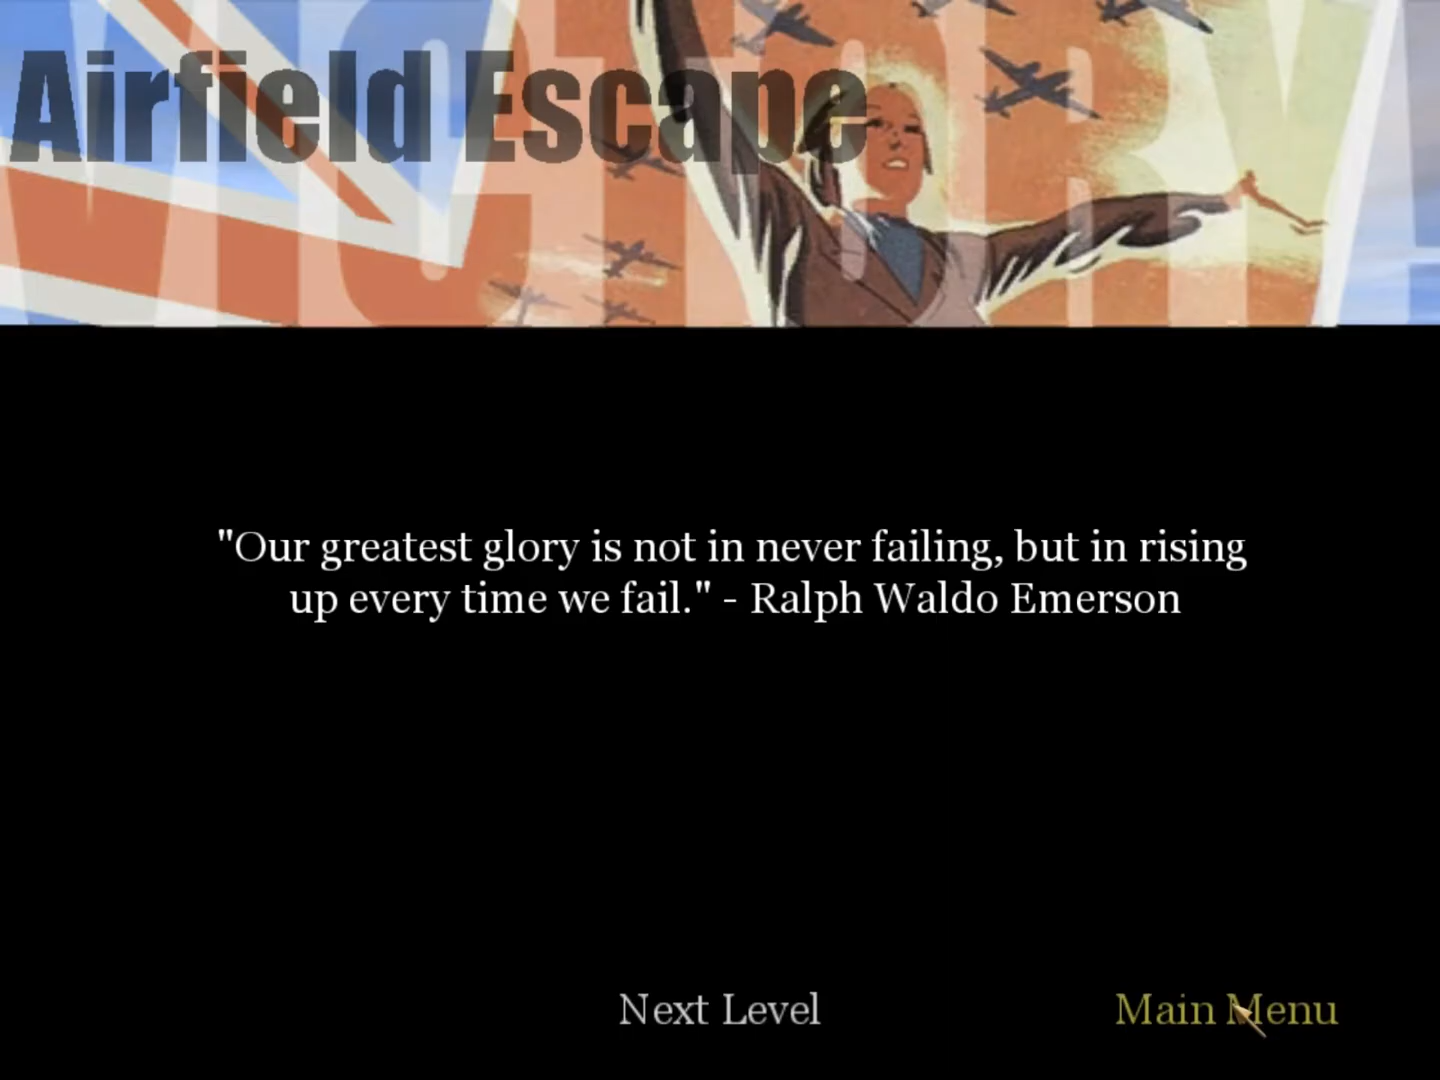 VICTORY
Airfield Escape
"Our greatest glory is not in never failing, but in rising
up every time we fail." - Ralph Waldo Emerson
Next Level
Main Menu